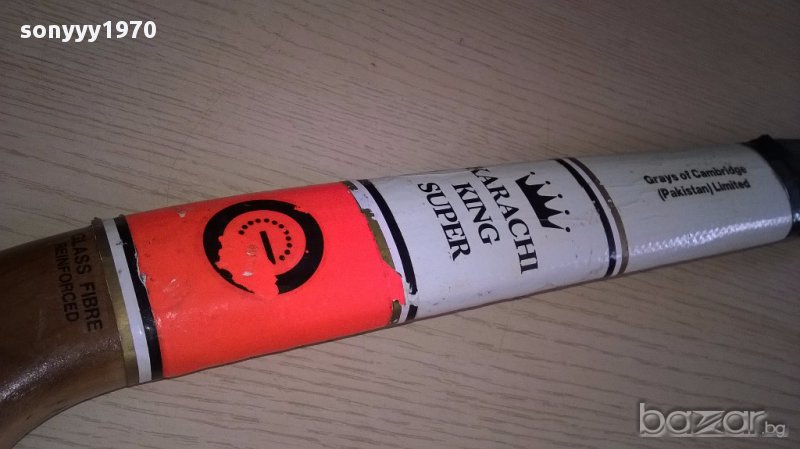 sonyyy1970
GLASS FIBRE
REINFORCED
KARACHI
KING
SUPER
Grays of Cambridge
(Pakistan) Limited
bazar.bg